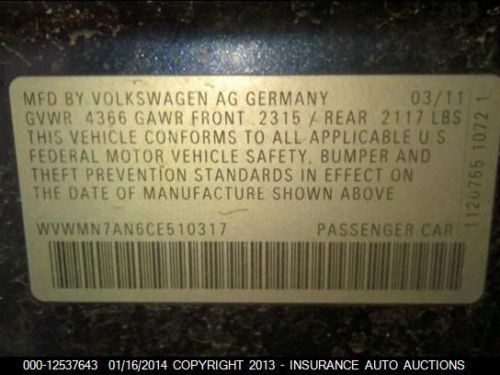 MFD BY VOLKSWAGEN AG GERMANY 03/11
GVWR 4366 GAWR FRONT 2315 / REAR 2117 LBS
THIS VEHICLE CONFORMS TO ALL APPLICABLE U S
FEDERAL MOTOR VEHICLE SAFETY, BUMPER AND
THEFT PREVENTION STANDARDS IN EFFECT ON
THE DATE OF MANUFACTURE SHOWN ABOVE
WVWMN7AN6CE510317 PASSENGER CAR
1120755 1072 1
000-12537643 01/16/2014 COPYRIGHT 2013 - INSURANCE AUTO AUCTIONS